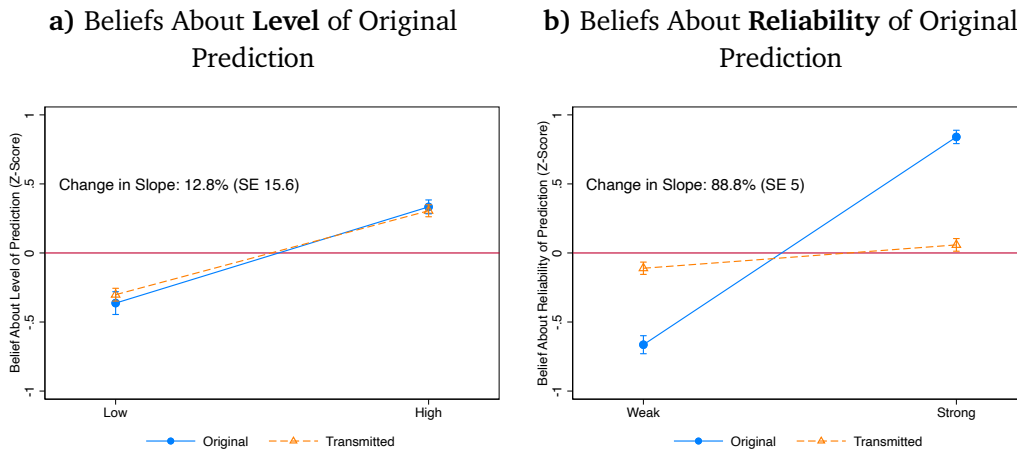 a) Beliefs About Level of Original
Prediction
Belief About Level of Prediction (Z-Score)
1
.5
0
-.5
-1
Change in Slope: 12.8% (SE 15.6)
Low
High
Original
Transmitted
b) Beliefs About Reliability of Original
Prediction
Belief About Reliability of Prediction (Z-Score)
1
.5
0
-.5
-1
Change in Slope: 88.8% (SE 5)
Weak
Strong
Original
Transmitted